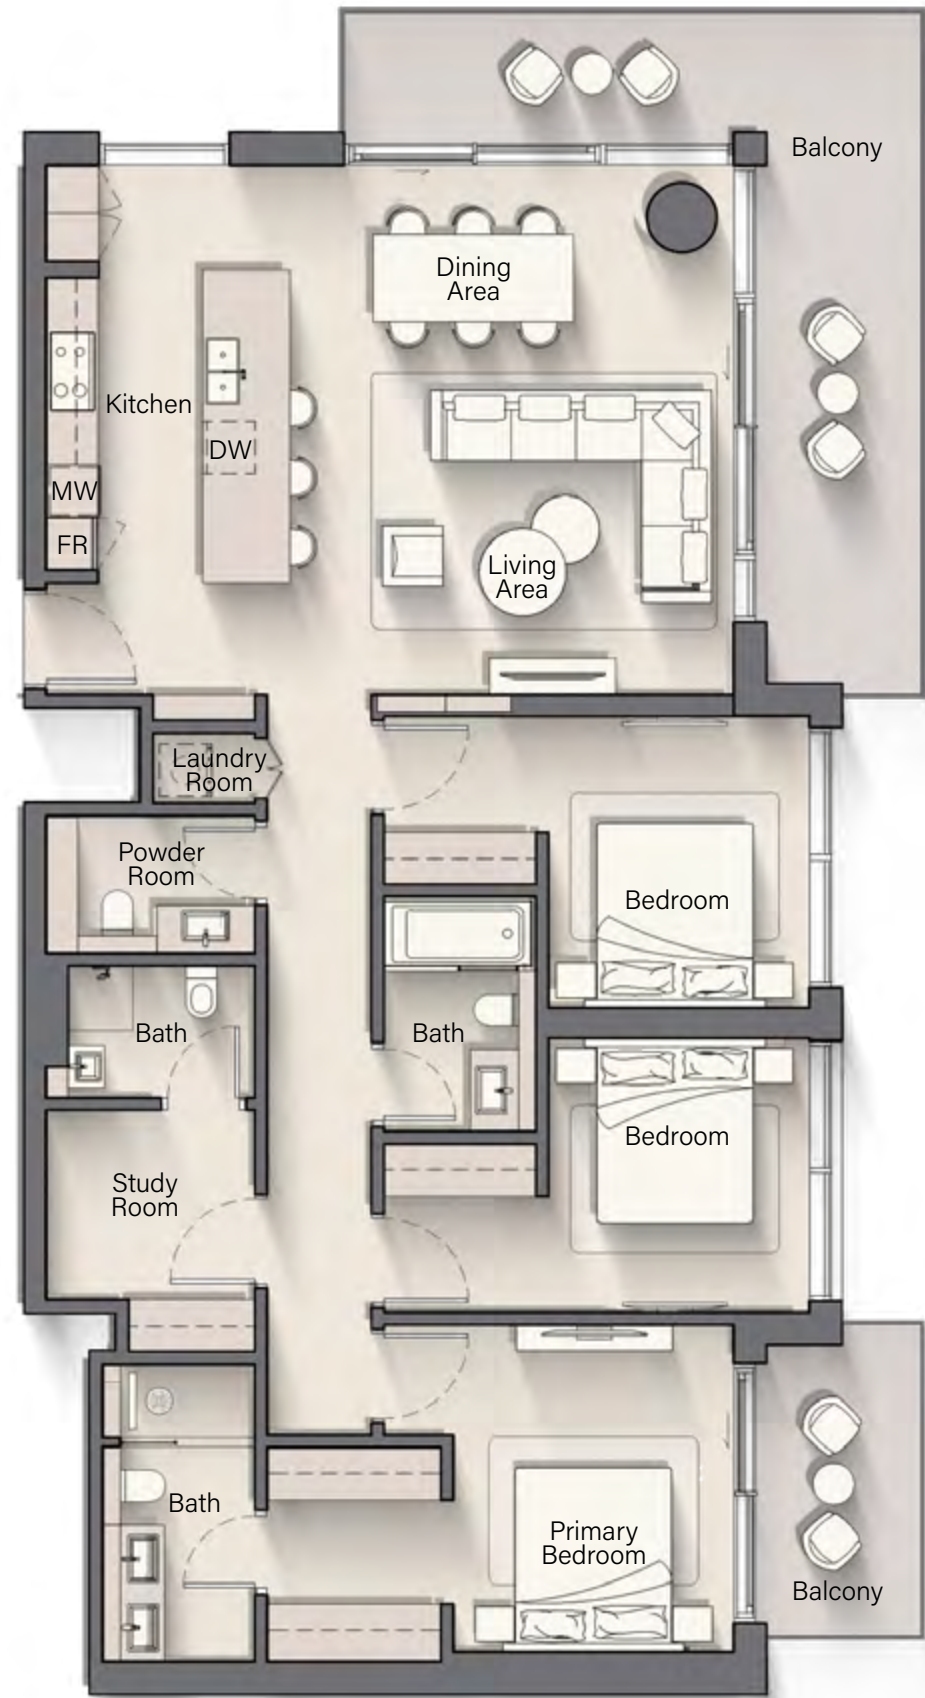 Balcony
Dining
Area
Kitchen
DW
MW
FR
Living
Area
Laundry
Room
Powder
Room
Bedroom
Bath
Bath
Bedroom
Study
Room
Bath
Primary
Bedroom
Balcony